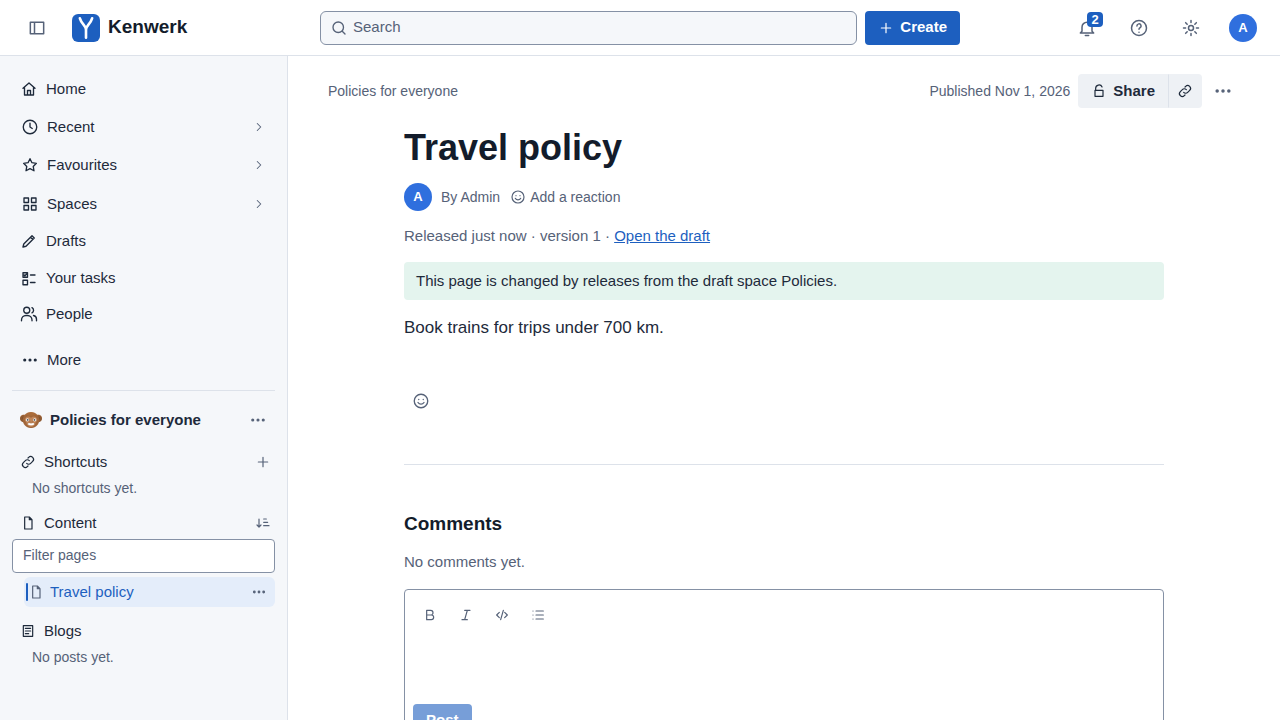 Kenwerk
Search
Create
2
A
Home
Recent
Favourites
Spaces
Drafts
Your tasks
People
More
Policies for everyone
Shortcuts
No shortcuts yet.
Content
Filter pages
Travel policy
Blogs
No posts yet.
Policies for everyone
Published Nov 1, 2026
Share
Travel policy
A
By Admin
Add a reaction
Released just now · version 1 · Open the draft
This page is changed by releases from the draft space Policies.
Book trains for trips under 700 km.
Comments
No comments yet.
Post